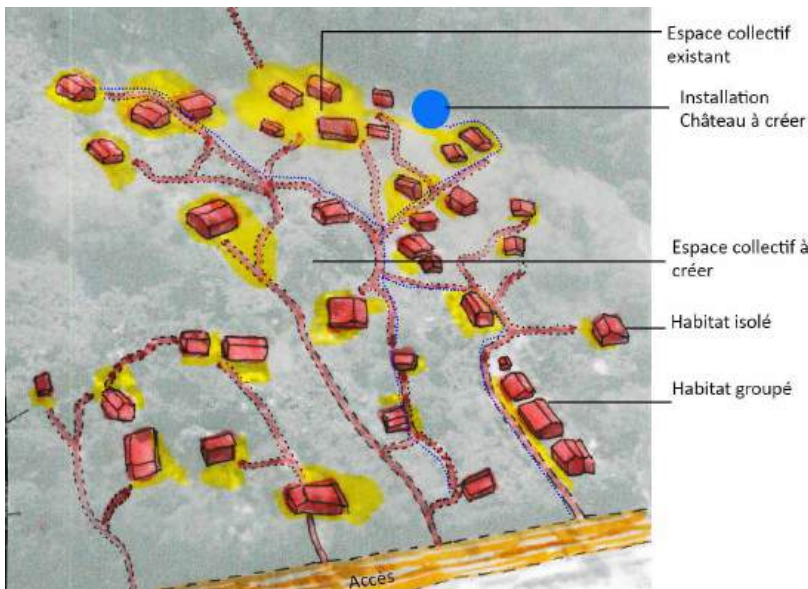 Espace collectif
existant
Installation
Château à créer
Espace collectif à
créer
Habitat isolé
Habitat groupé
Accès